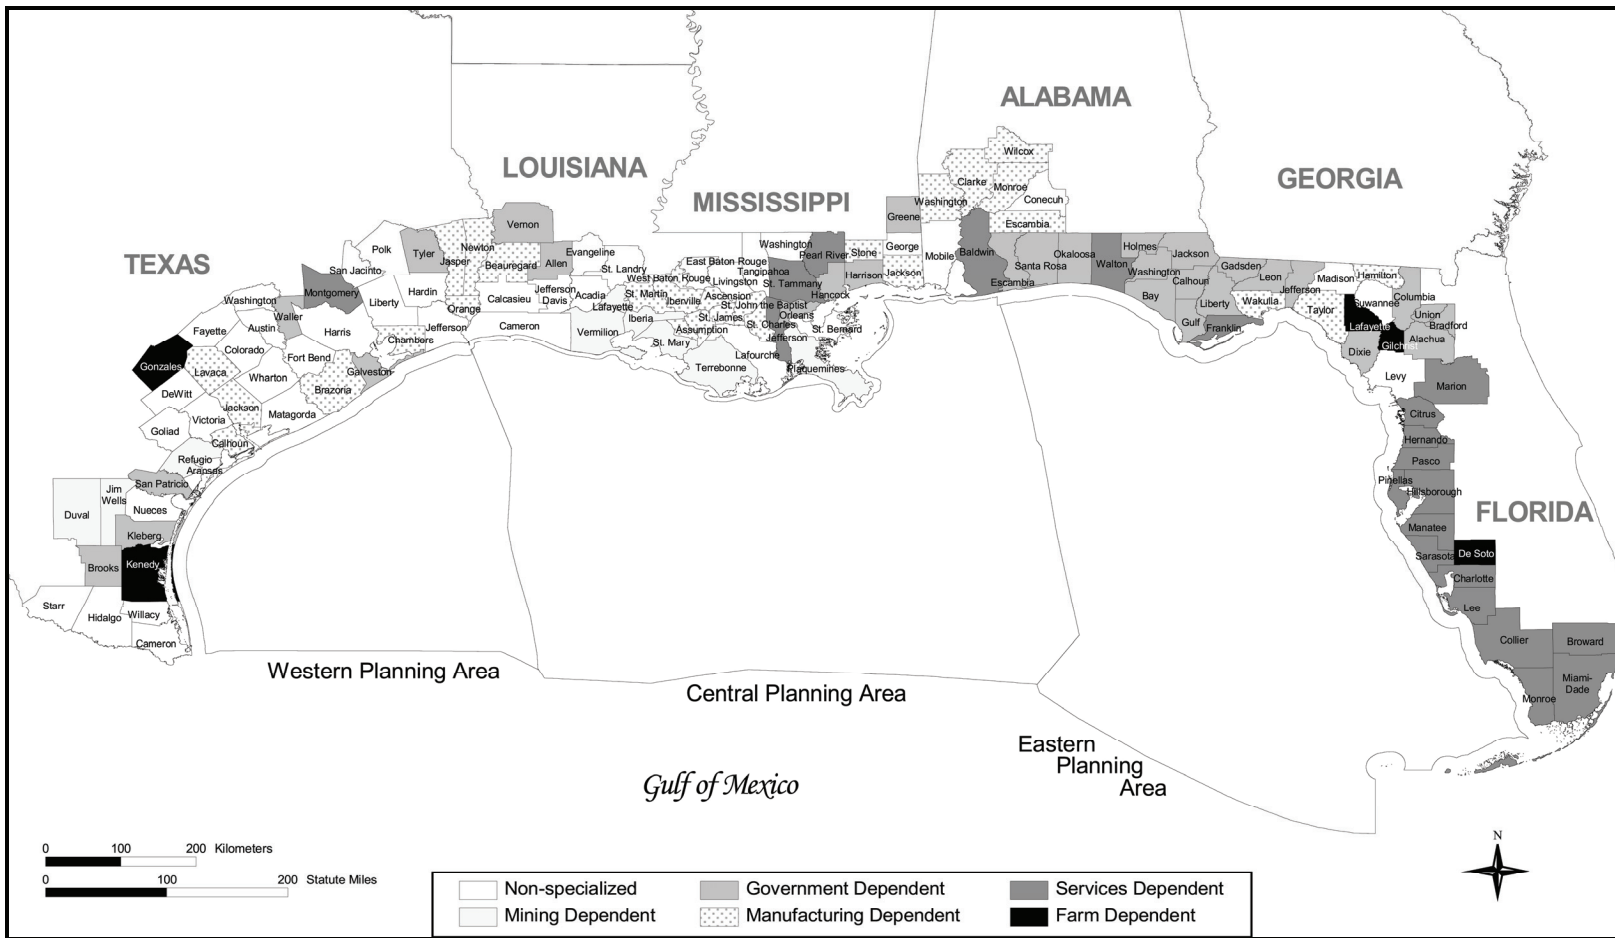 ALABAMA
LOUISIANA
GEORGIA
MISSISSIPPI
TEXAS
FLORIDA
Wilcox
Clarke
Monroe
Conecuh
Washington
Escambia
Greene
Vernon
Polk
Tyler
Newton
Jasper
Beauregard
Allen
Evangeline
St. Landry
East Baton Rouge
Washington
Pearl River
Stone
George
Mobile
Baldwin
Santa Rosa
Okaloosa
Walton
Holmes
Jackson
Washington
Calhoun
Gadsden
Leon
Madison
Hamilton
San Jacinto
Montgomery
Liberty
Hardin
West Baton Rouge
Livingston
Tangipahoa
St. Tammany
Harrison
Jackson
Hancock
Escambia
Bay
Liberty
Jefferson
Wakulla
Taylor
Suwannee
Columbia
Union
Bradford
Washington
Waller
Orange
Calcasieu
Jefferson
Davis
Acadia
Lafayette
St. Martin
Iberville
Ascension
St. John the Baptist
Orleans
Gulf
Franklin
Lafayette
Gilchrist
Alachua
Dixie
Fayette
Austin
Harris
Chambers
Jefferson
Cameron
Vermilion
Iberia
Assumption
St. James
St. Charles
St. Bernard
Jefferson
St. Mary
Lafourche
Terrebonne
Plaquemines
Levy
Marion
Gonzales
Colorado
Fort Bend
Galveston
Lavaca
Wharton
Brazoria
DeWitt
Jackson
Matagorda
Victoria
Goliad
Calhoun
Refugio
Aransas
San Patricio
Jim
Wells
Nueces
Duval
Kleberg
Brooks
Kenedy
Starr
Hidalgo
Willacy
Cameron
Citrus
Hernando
Pasco
Pinellas
Hillsborough
Manatee
Sarasota
De Soto
Charlotte
Lee
Collier
Broward
Miami-
Dade
Monroe
Western Planning Area
Central Planning Area
Eastern
Planning
Area
Gulf of Mexico
N
0 100 200 Kilometers
0 100 200 Statute Miles
Non-specialized
Government Dependent
Services Dependent
Mining Dependent
Manufacturing Dependent
Farm Dependent